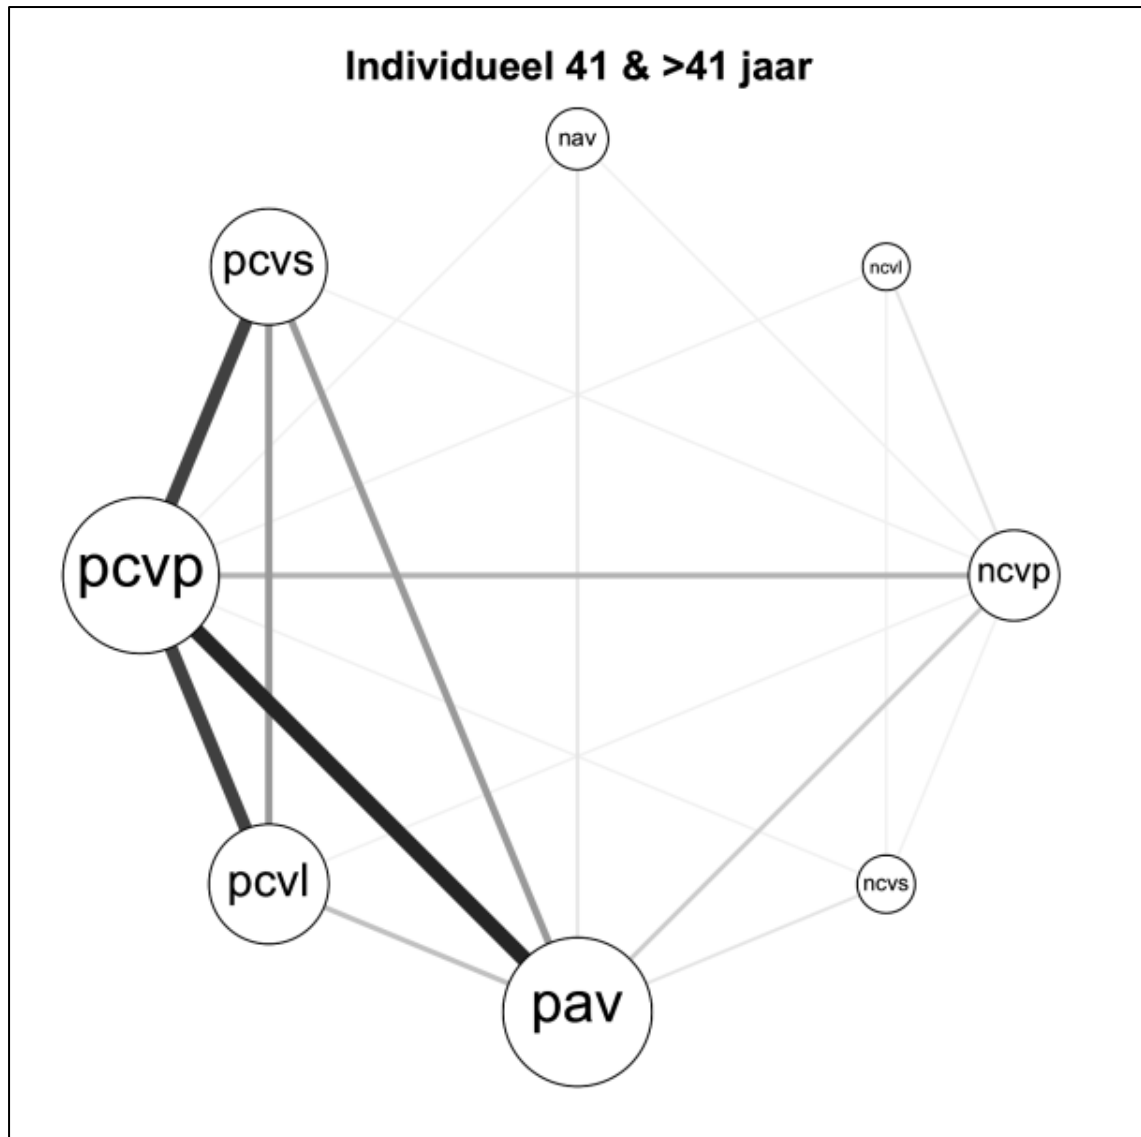 Individueel 41 & >41 jaar
nav
pcvs
ncvl
pcvp
ncvp
pcvl
ncvs
pav